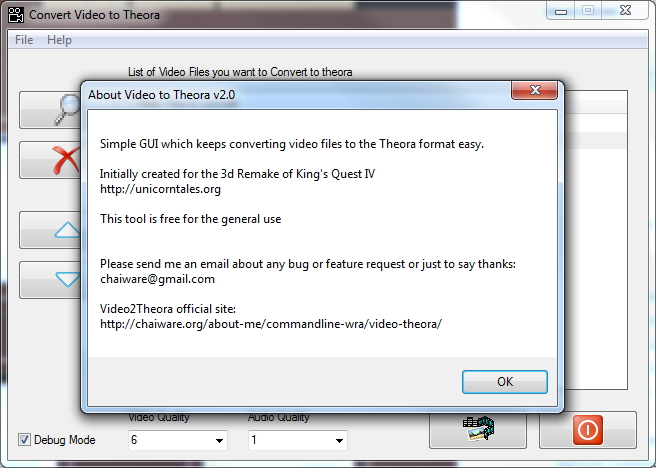 Convert Video to Theora
File Help
List of Video Files you want to Convert to theora
About Video to Theora v2.0
Simple GUI which keeps converting video files to the Theora format easy.
Initially created for the 3d Remake of King's Quest IV
http://unicorntales.org
This tool is free for the general use
Please send me an email about any bug or feature request or just to say thanks:
chaiware@gmail.com
Video2Theora official site:
http://chaiware.org/about-me/commandline-wra/video-theora/
OK
Video Quality Audio Quality
Debug Mode 6 1